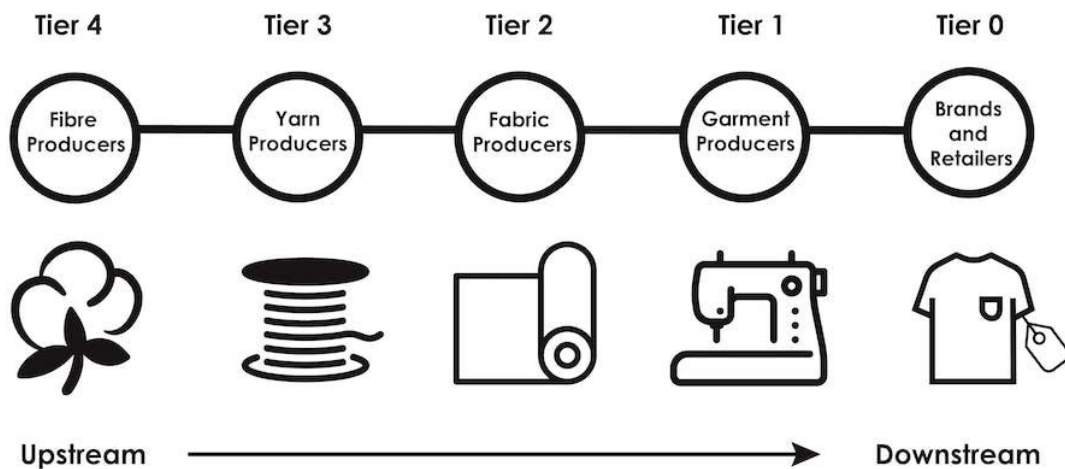 Tier 4
Tier 3
Tier 2
Tier 1
Tier 0
Fibre
Producers
Yarn
Producers
Fabric
Producers
Garment
Producers
Brands
and
Retailers
Upstream
Downstream